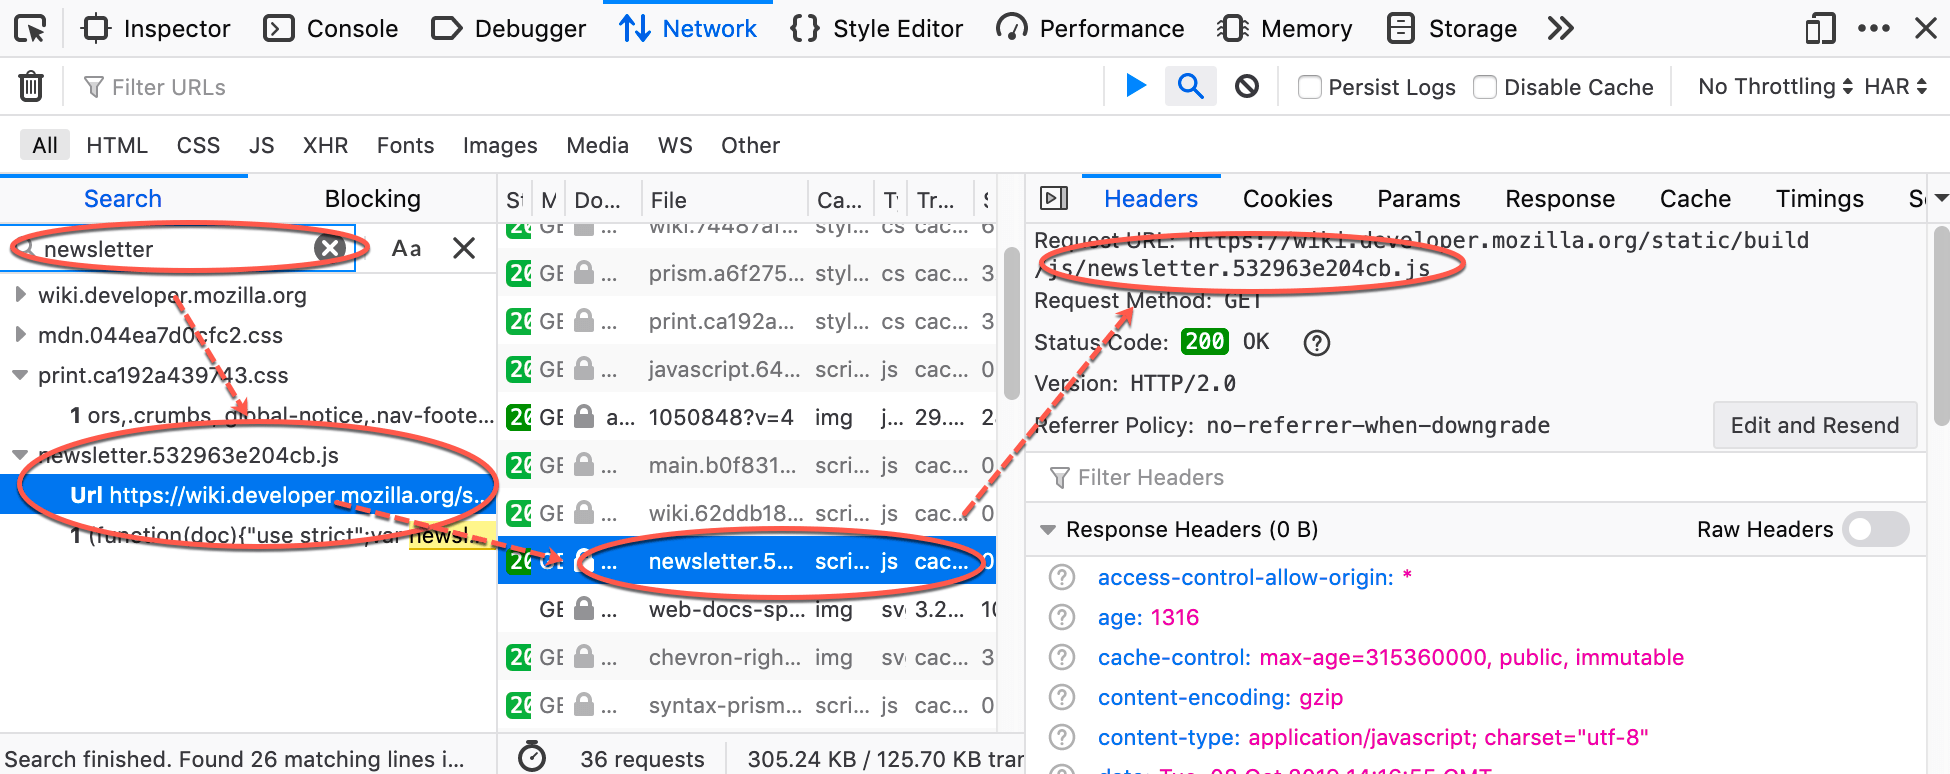 Inspector Console Debugger Network Style Editor Performance Memory Storage
Filter URLs Persist Logs Disable Cache No Throttling HAR
All HTML CSS JS XHR Fonts Images Media WS Other
Search Blocking
newsletter Aa
wiki.developer.mozilla.org
mdn.044ea7d0cfc2.css
print.ca192a439743.css
1 ors,.crumbs,.global-notice,.nav-foote...
newsletter.532963e204cb.js
Url https://wiki.developer.mozilla.org/s...
1 (function(doc){"use strict";var newsl...
Search finished. Found 26 matching lines i...
St M Do... File Ca... Ty Tr... S
20 GE ... wiki.74487af... styl... cs cac... 6
20 GE ... prism.a6f275... styl... cs cac... 3
20 GE ... print.ca192a... styl... cs cac... 3
20 GE ... javascript.64... scri... js cac... 0
20 GE a... 1050848?v=4 img j... 29.... 2
20 GE ... main.b0f831... scri... js cac... 0
20 GE ... wiki.62ddb18... scri... js cac... 0
20 GE ... newsletter.5... scri... js cac... 0
GE ... web-docs-sp... img sv 3.2... 10
20 GE ... chevron-righ... img sv cac... 3
20 GE ... syntax-prism... scri... js cac... 0
36 requests 305.24 KB / 125.70 KB tran
Headers Cookies Params Response Cache Timings
Request URL: https://wiki.developer.mozilla.org/static/build
/js/newsletter.532963e204cb.js
Request Method: GET
Status Code: 200 OK
Version: HTTP/2.0
Referrer Policy: no-referrer-when-downgrade Edit and Resend
Filter Headers
Response Headers (0 B) Raw Headers
access-control-allow-origin: *
age: 1316
cache-control: max-age=315360000, public, immutable
content-encoding: gzip
content-type: application/javascript; charset="utf-8"
date: Tue, 08 Oct 2019 14:16:55 GMT